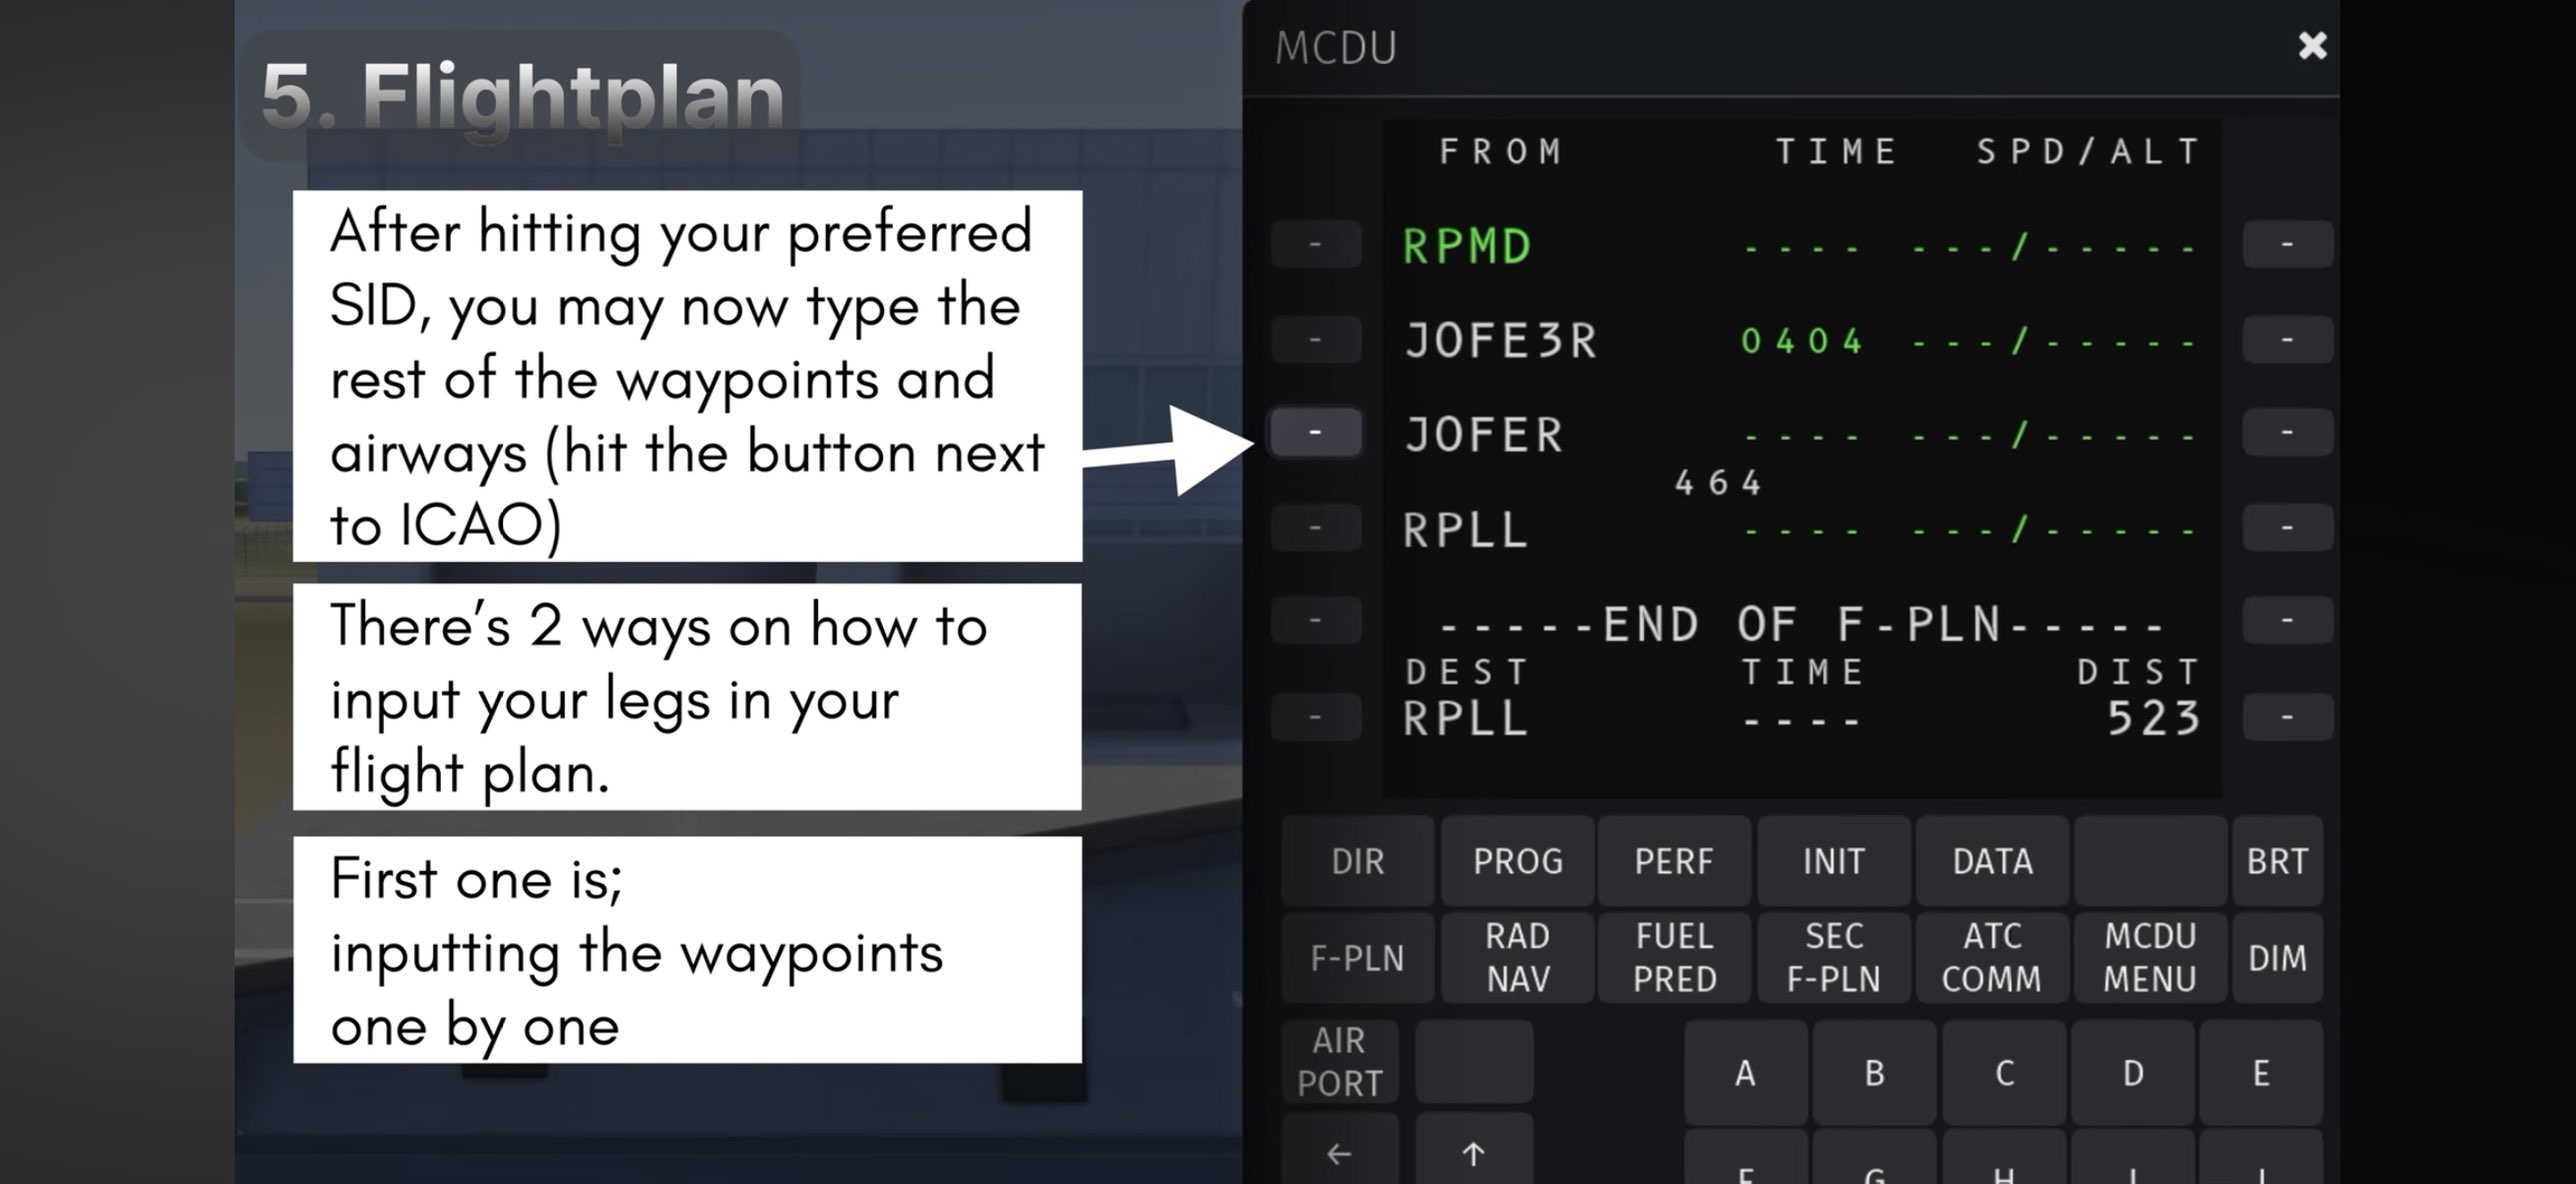 5. Flightplan
After hitting your preferred
SID, you may now type the
rest of the waypoints and
airways (hit the button next
to ICAO)
There's 2 ways on how to
input your legs in your
flight plan.
First one is;
inputting the waypoints
one by one
MCDU ✖
FROM TIME SPD/ALT
- RPMD ---- ---/----- -
- JOFE3R 0404 ---/----- -
- JOFER ---- ---/----- -
464
- RPLL ---- ---/----- -
- -----END OF F-PLN----- -
DEST TIME DIST
- RPLL ---- 523 -
DIR PROG PERF INIT DATA BRT
F-PLN RAD NAV FUEL PRED SEC F-PLN ATC COMM MCDU MENU DIM
AIR PORT A B C D E
← ↑ F G H